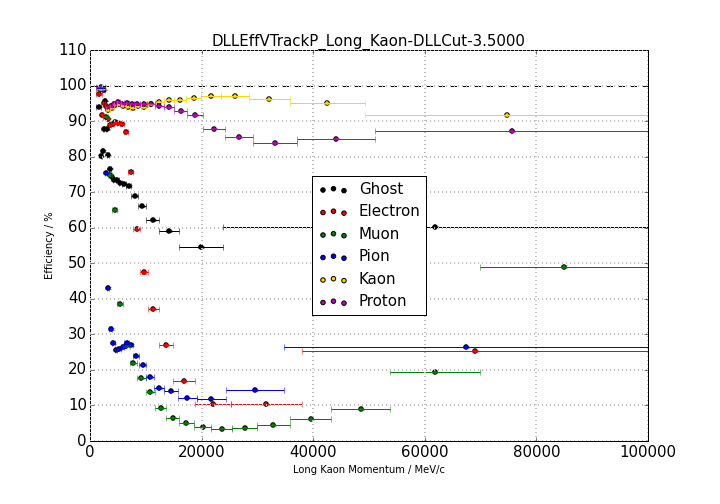 DLLEffVTrackP_Long_Kaon-DLLCut-3.5000
110
100
90
80
70
60
50
40
30
20
10
0
Efficiency / %
Ghost
Electron
Muon
Pion
Kaon
Proton
0 20000 40000 60000 80000 100000
Long Kaon Momentum / MeV/c